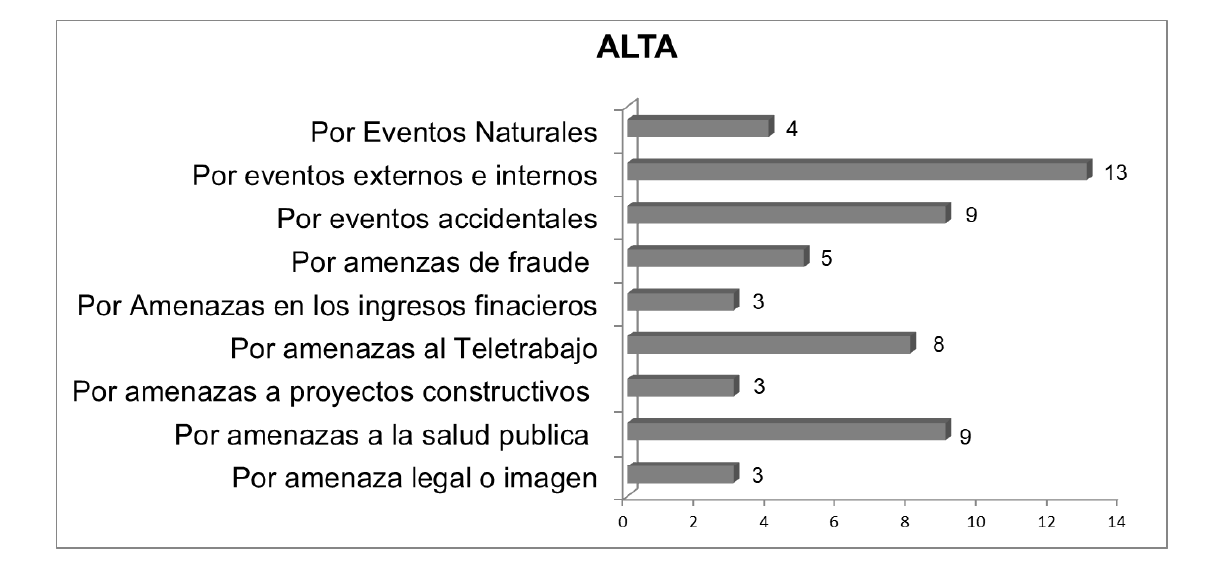 ALTA
Por Eventos Naturales 4
Por eventos externos e internos 13
Por eventos accidentales 9
Por amenzas de fraude 5
Por Amenazas en los ingresos finacieros 3
Por amenazas al Teletrabajo 8
Por amenazas a proyectos constructivos 3
Por amenazas a la salud publica 9
Por amenaza legal o imagen 3
0 2 4 6 8 10 12 14